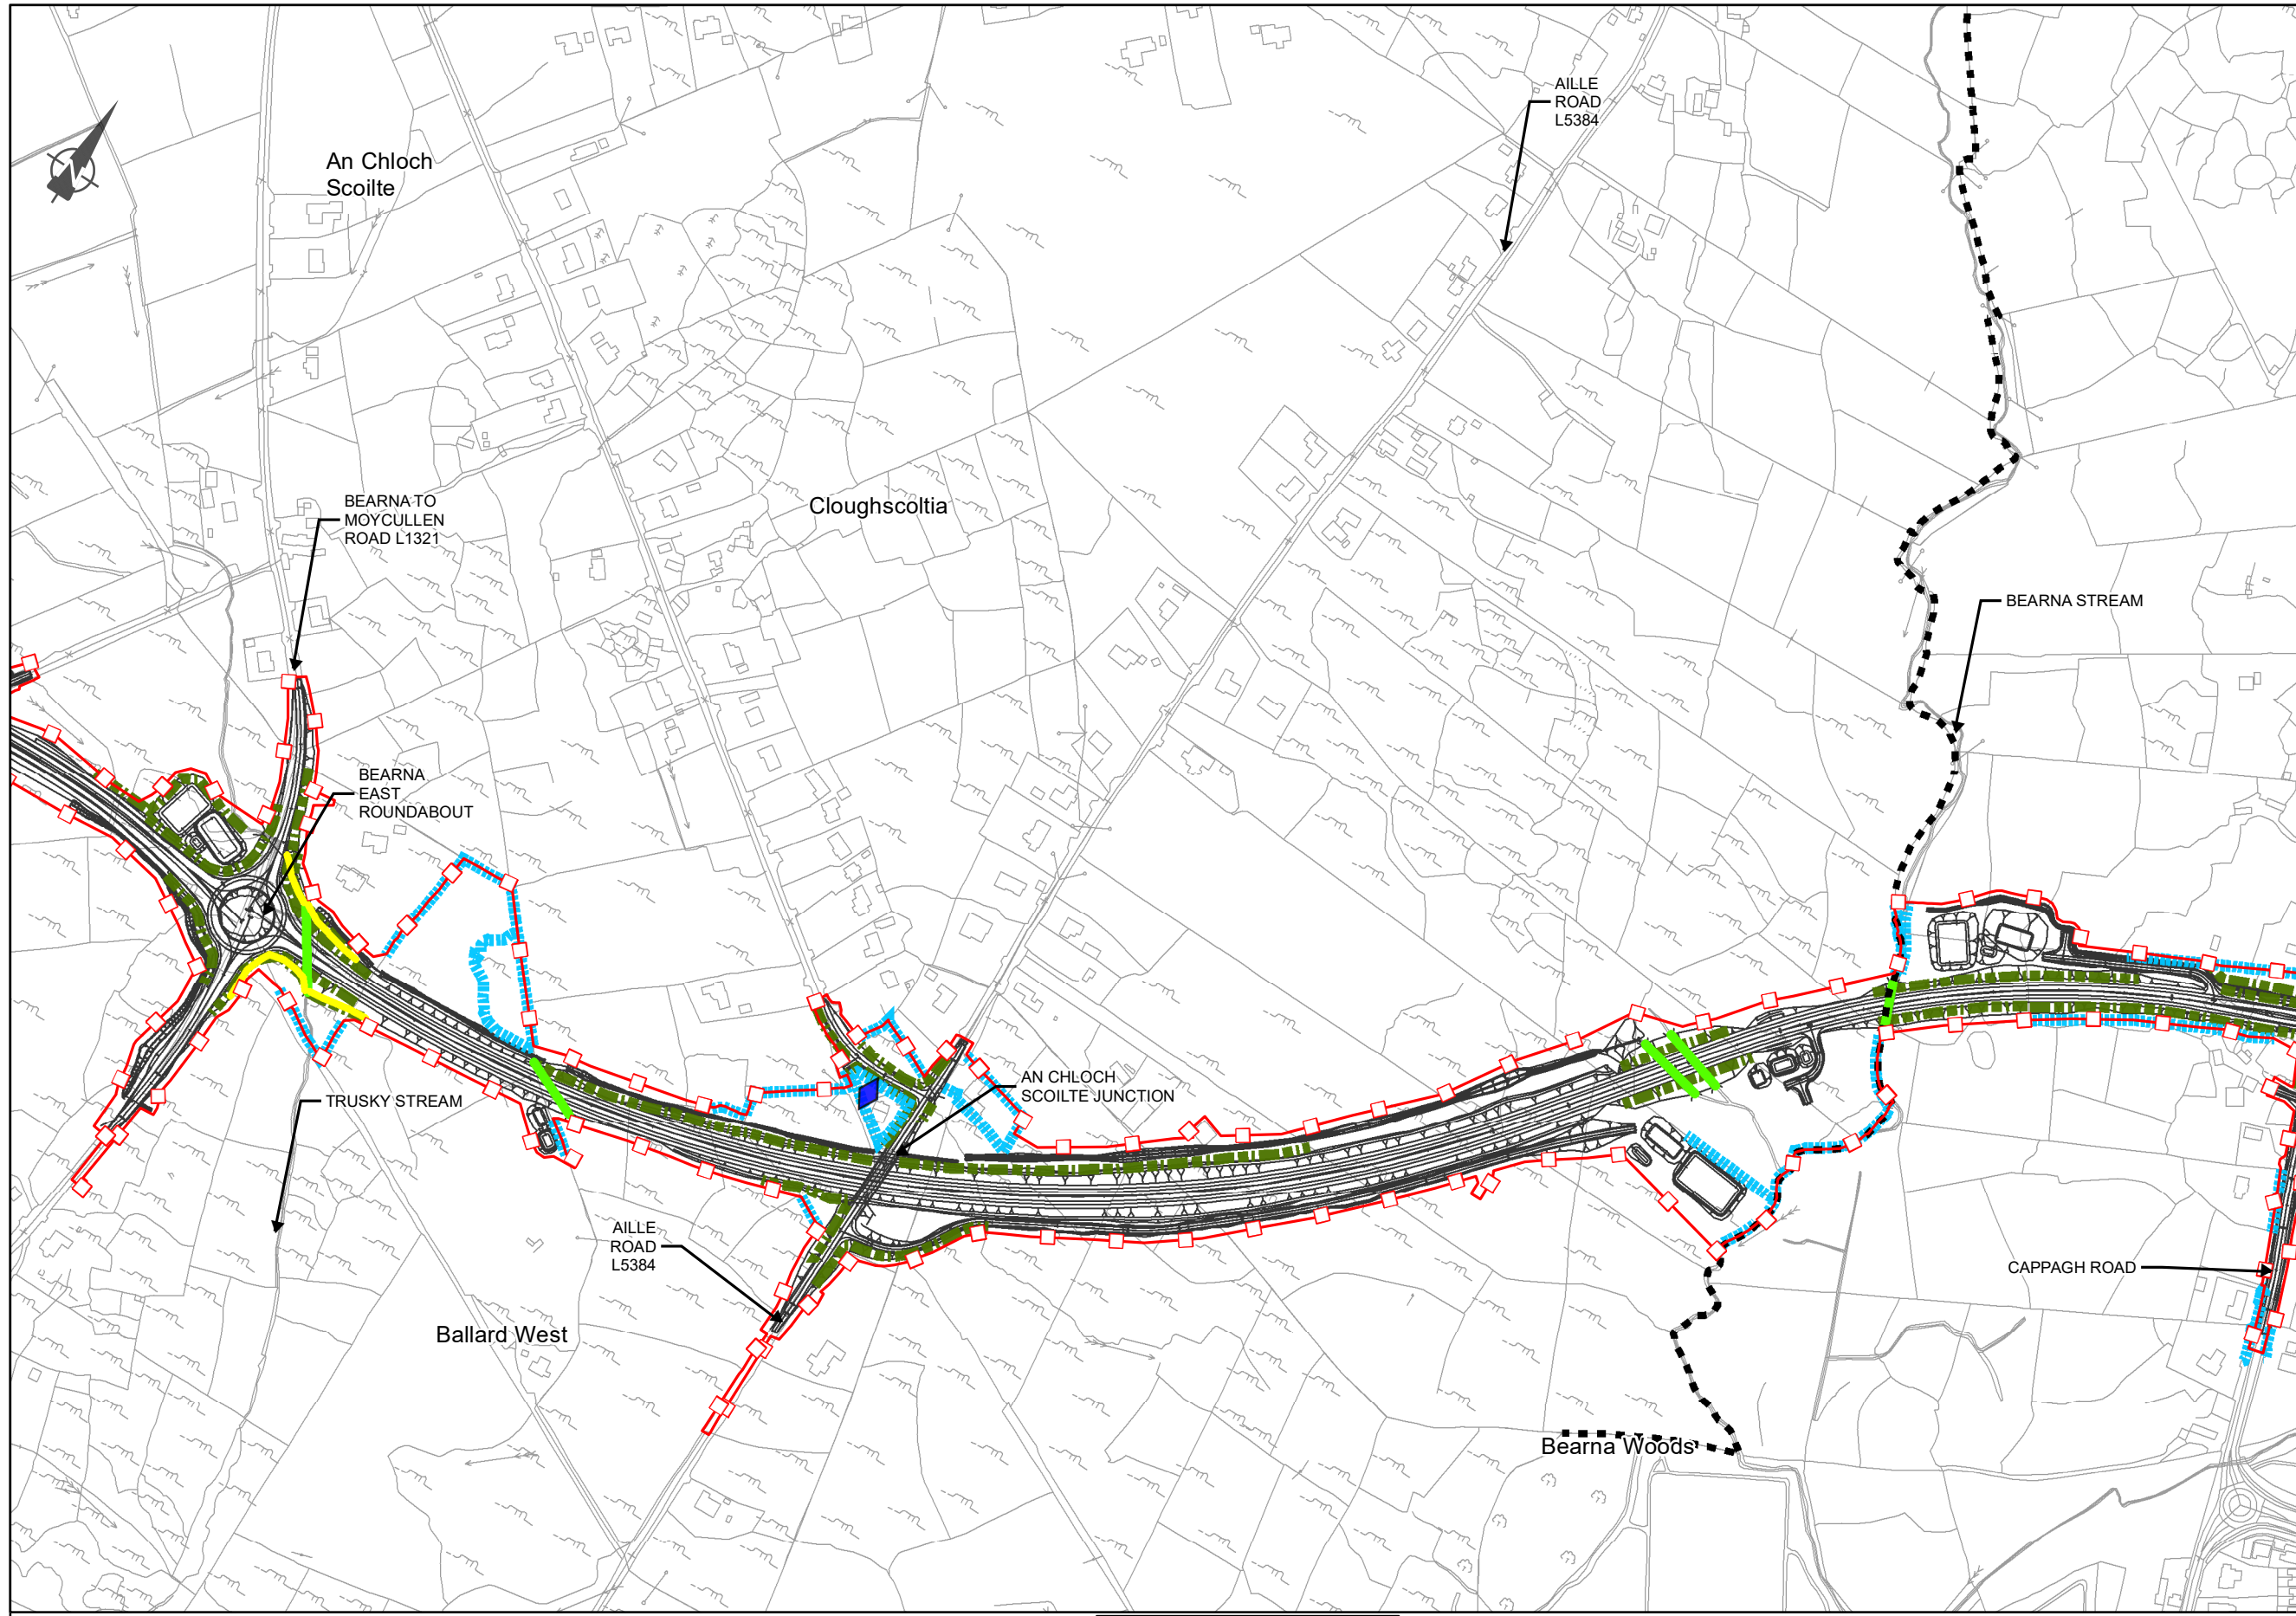 AILLE
ROAD
L5384
An Chloch
Scoilte
BEARNA TO
MOYCULLEN
ROAD L1321
Cloughscoltia
BEARNA STREAM
BEARNA
EAST
ROUNDABOUT
AN CHLOCH
SCOILTE JUNCTION
TRUSKY STREAM
AILLE
ROAD
L5384
CAPPAGH ROAD
Ballard West
Bearna Woods